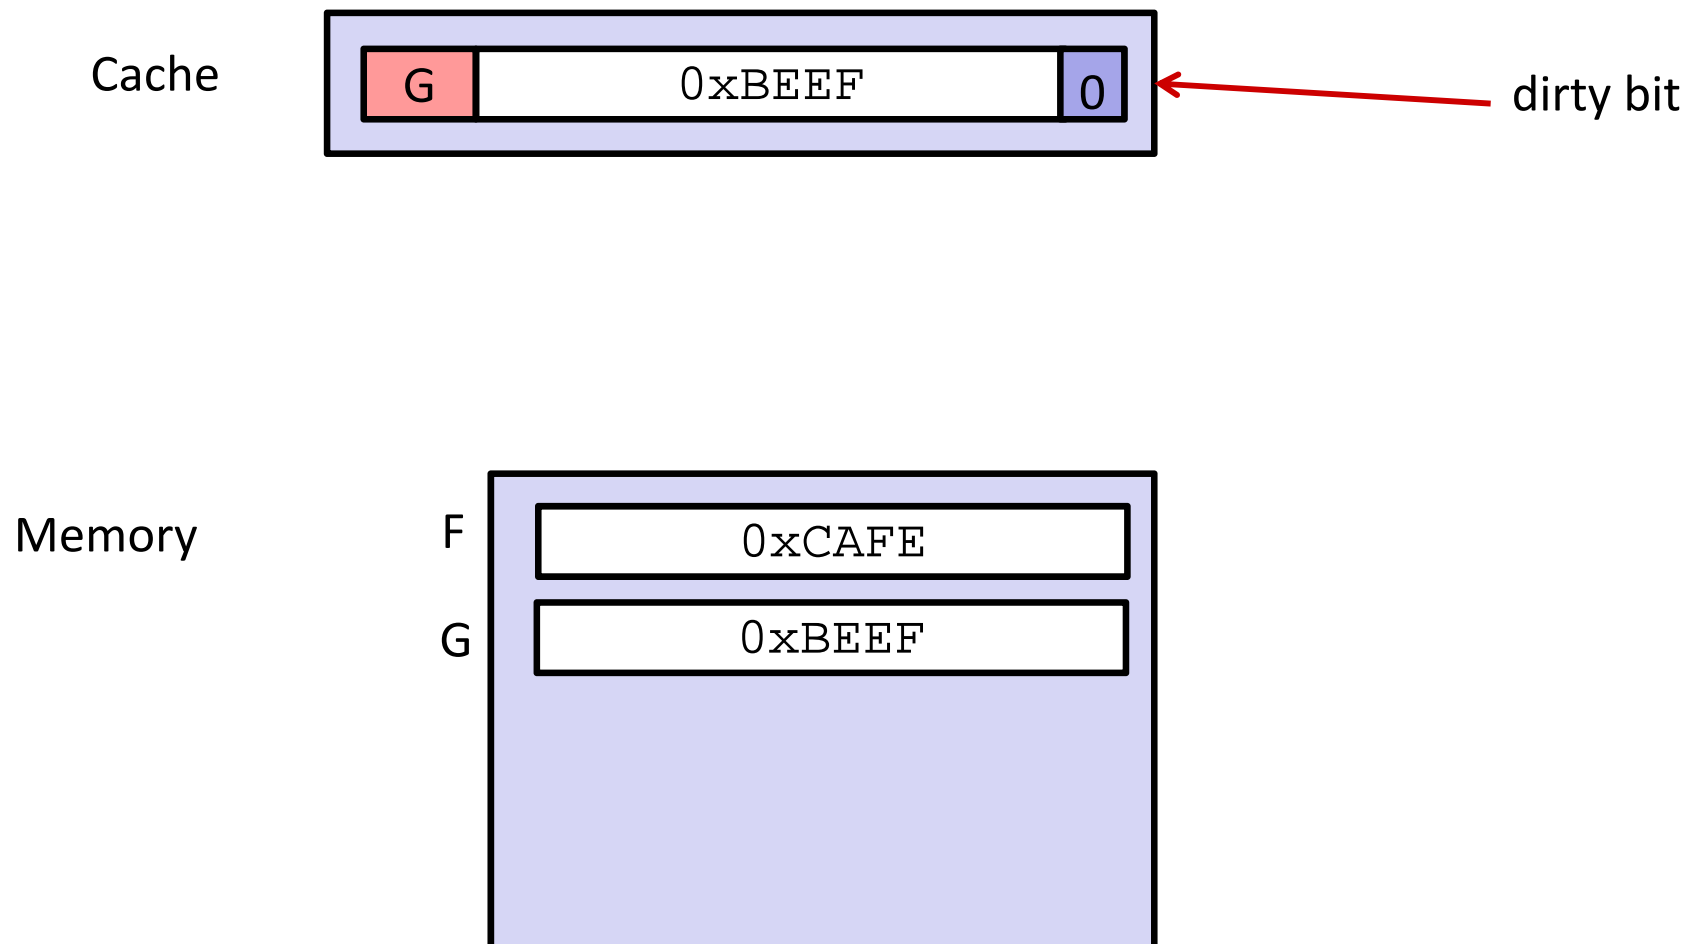 Cache
G 0xBEEF 0
dirty bit
Memory
F 0xCAFE
G 0xBEEF